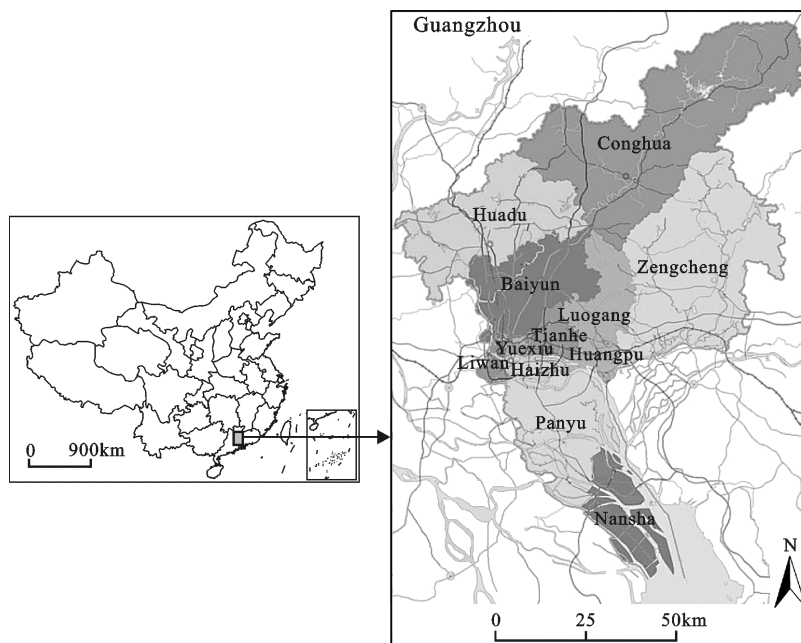 Guangzhou
Conghua
Huadu
Zengcheng
Baiyun
Luogang
Tianhe
Yuexiu
Huangpu
Liwan
Haizhu
Panyu
Nansha
N
0 25 50km
0 900km